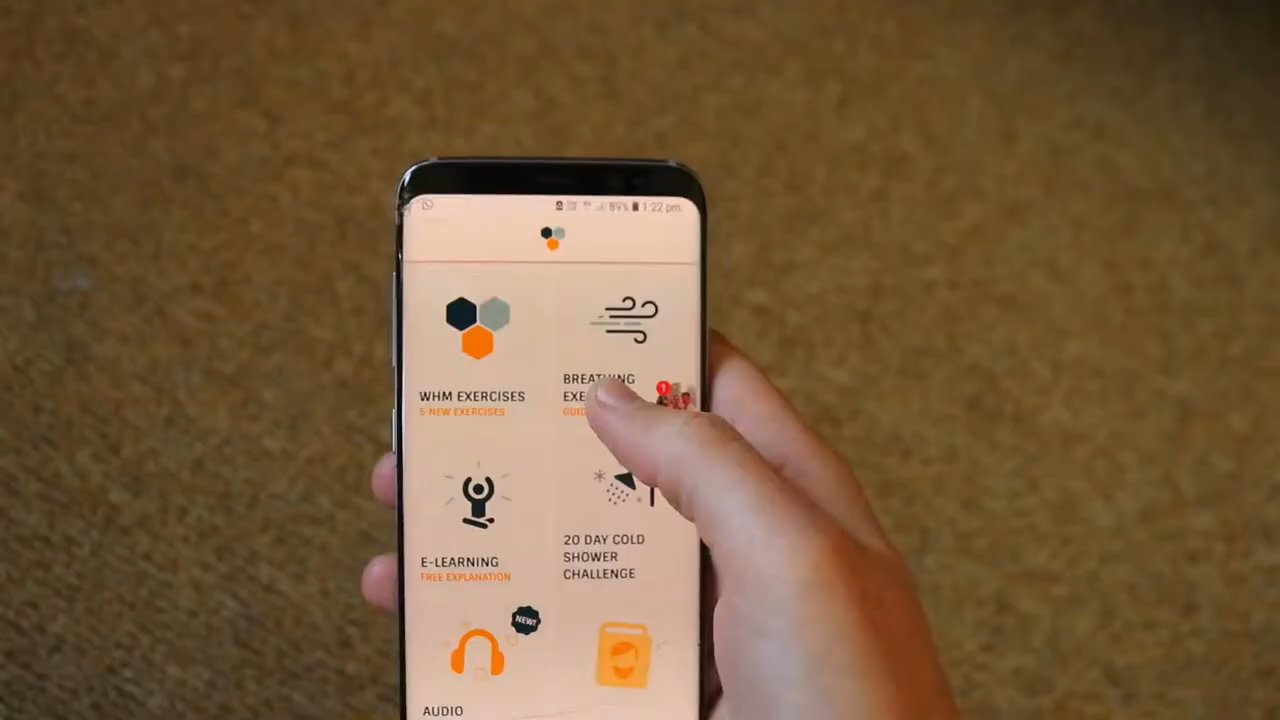 89% 1:22 pm
WHM EXERCISES
5 NEW EXERCISES
BREATHING
1
E-LEARNING
FREE EXPLANATION
20 DAY COLD
SHOWER
CHALLENGE
NEW!
AUDIO